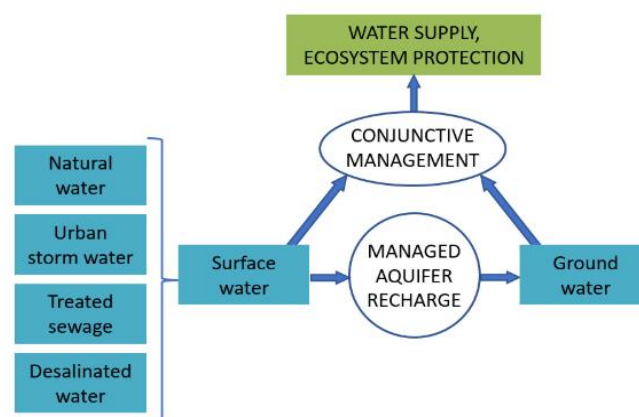 WATER SUPPLY,
ECOSYSTEM PROTECTION
CONJUNCTIVE
MANAGEMENT
Natural
water
Urban
storm water
Treated
sewage
Desalinated
water
Surface
water
MANAGED
AQUIFER
RECHARGE
Ground
water